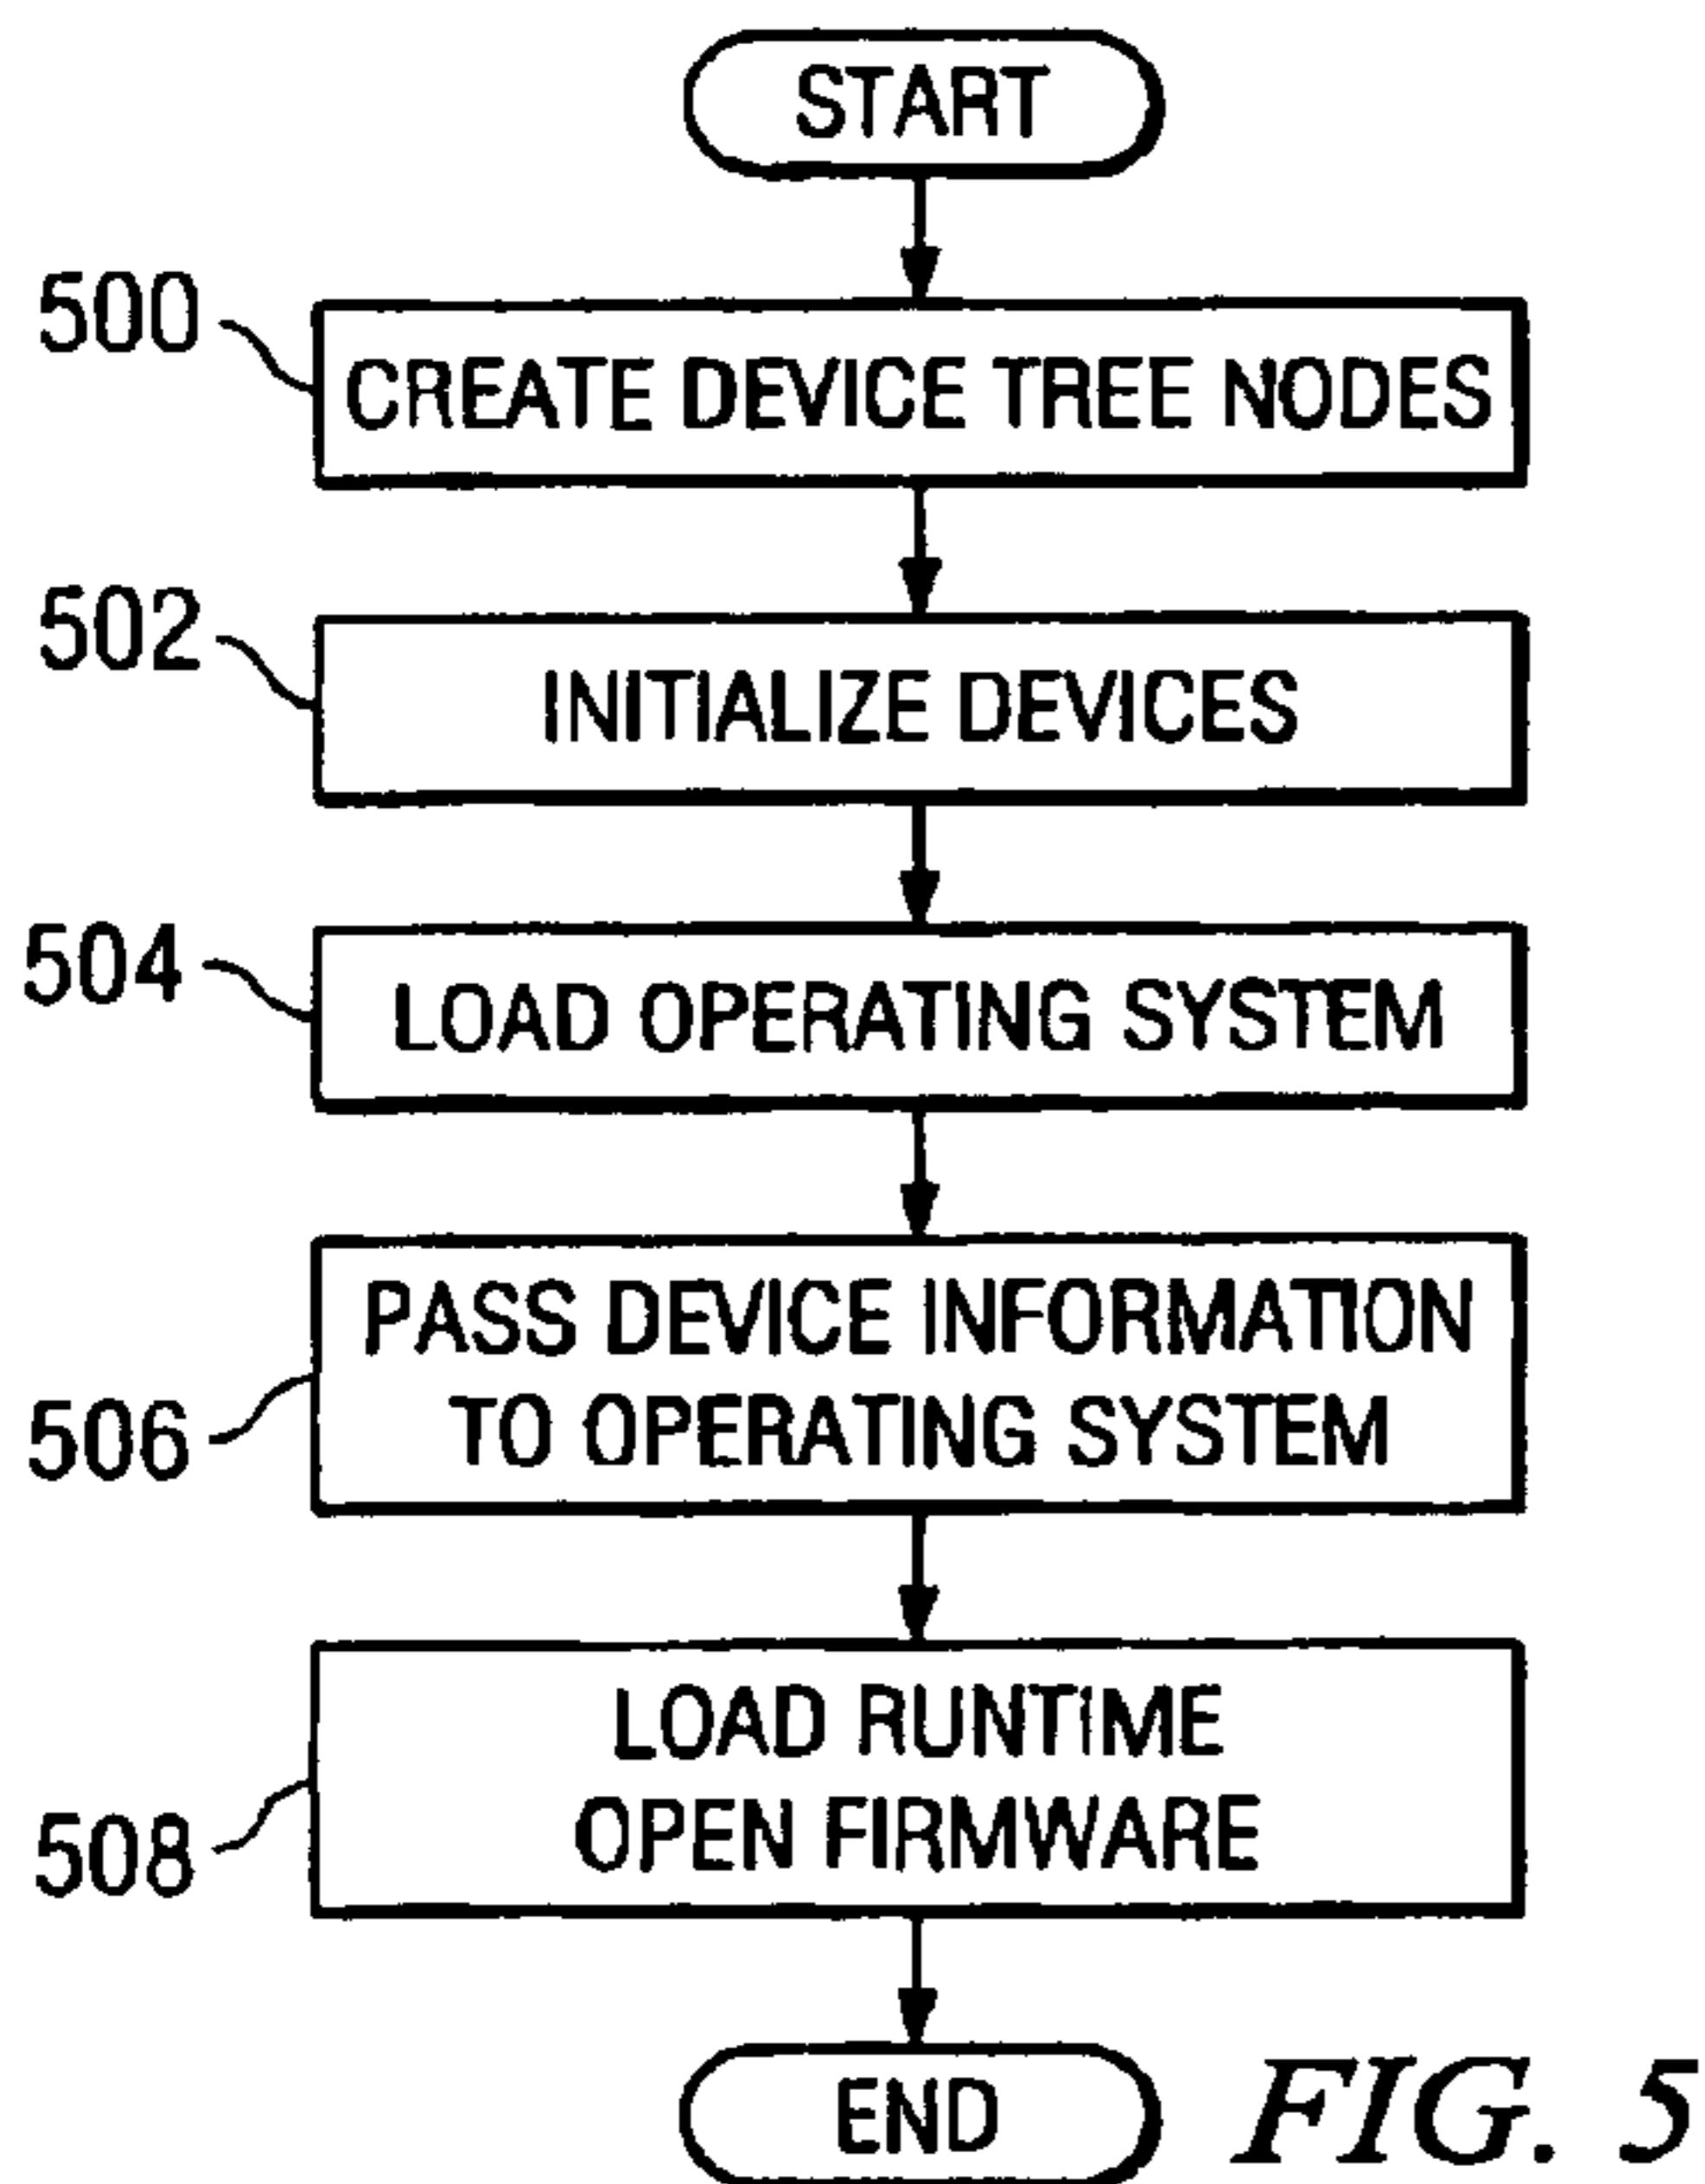 START
500
CREATE DEVICE TREE NODES
502
INITIALIZE DEVICES
504
LOAD OPERATING SYSTEM
PASS DEVICE INFORMATION
TO OPERATING SYSTEM
506
LOAD RUNTIME
OPEN FIRMWARE
508
END
FIG. 5